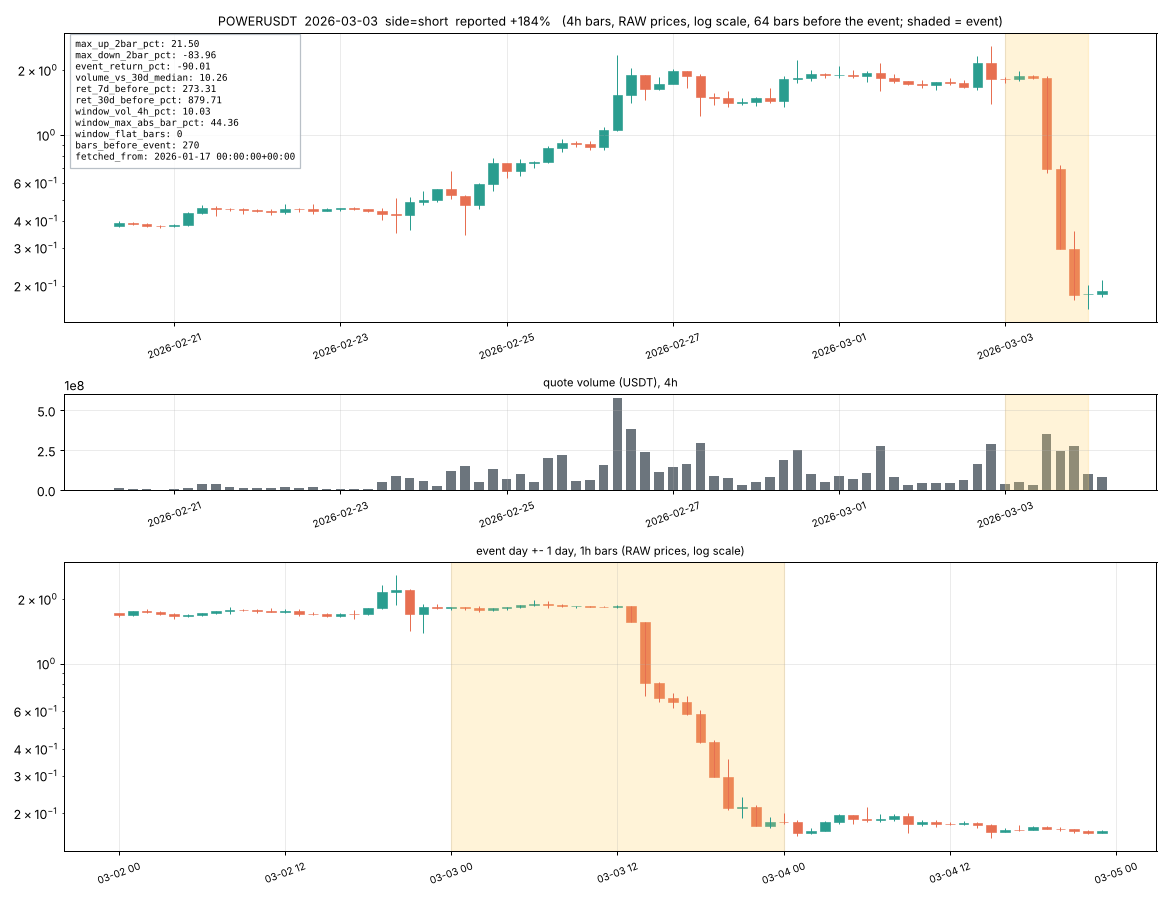 POWERUSDT  2026-03-03  side=short  reported +184%   (4h bars, RAW prices, log scale, 64 bars before the event; shaded = event)
max_up_2bar_pct: 21.50
max_down_2bar_pct: -83.96
event_return_pct: -90.01
volume_vs_30d_median: 10.26
ret_7d_before_pct: 273.31
ret_30d_before_pct: 879.71
window_vol_4h_pct: 10.03
window_max_abs_bar_pct: 44.36
window_flat_bars: 0
bars_before_event: 270
fetched_from: 2026-01-17 00:00:00+00:00
2 × 10⁰
10⁰
6 × 10⁻¹
4 × 10⁻¹
3 × 10⁻¹
2 × 10⁻¹
2026-02-21
2026-02-23
2026-02-25
2026-02-27
2026-03-01
2026-03-03
quote volume (USDT), 4h
1e8
5.0
2.5
0.0
2026-02-21
2026-02-23
2026-02-25
2026-02-27
2026-03-01
2026-03-03
event day +- 1 day, 1h bars (RAW prices, log scale)
2 × 10⁰
10⁰
6 × 10⁻¹
4 × 10⁻¹
3 × 10⁻¹
2 × 10⁻¹
03-02 00
03-02 12
03-03 00
03-03 12
03-04 00
03-04 12
03-05 00